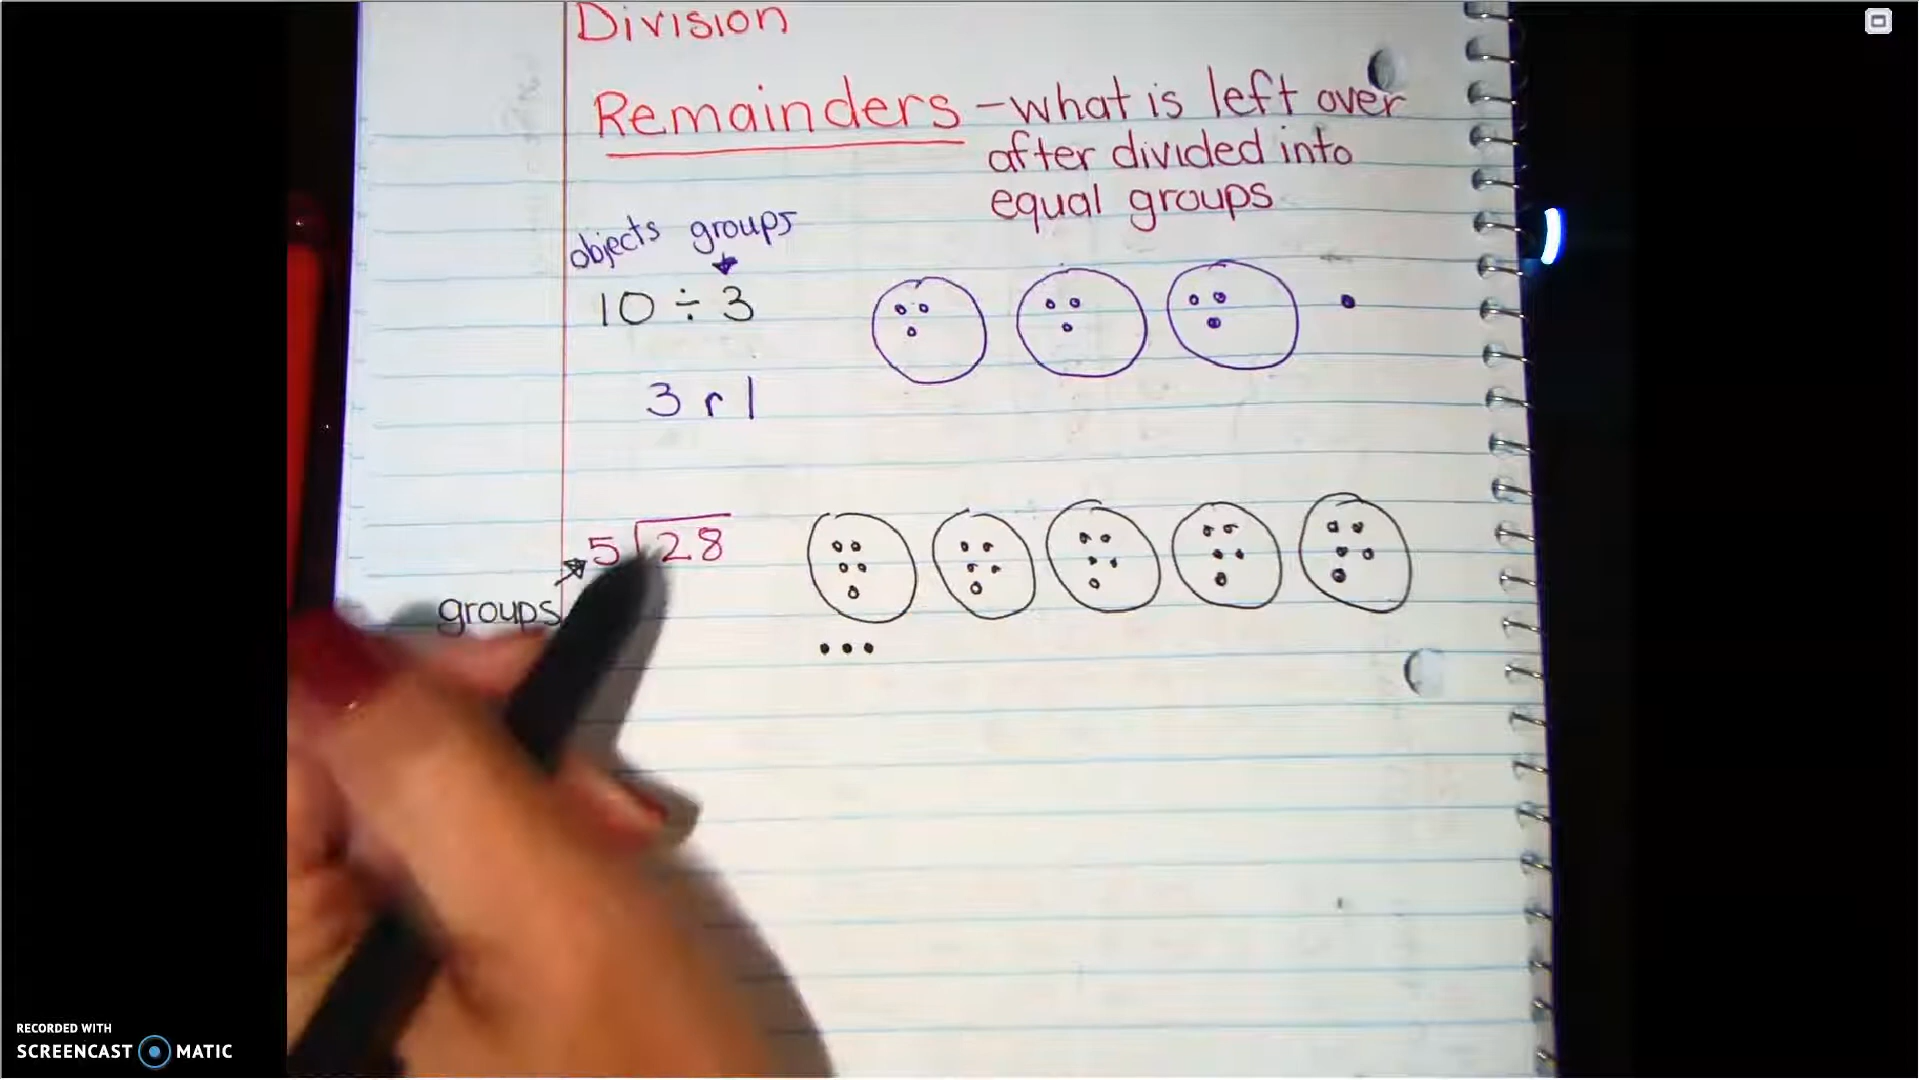 Division
Remainders - what is left over
after divided into
equal groups
objects groups
10 ÷ 3
3 r 1
5 28
groups
RECORDED WITH
SCREENCAST MATIC